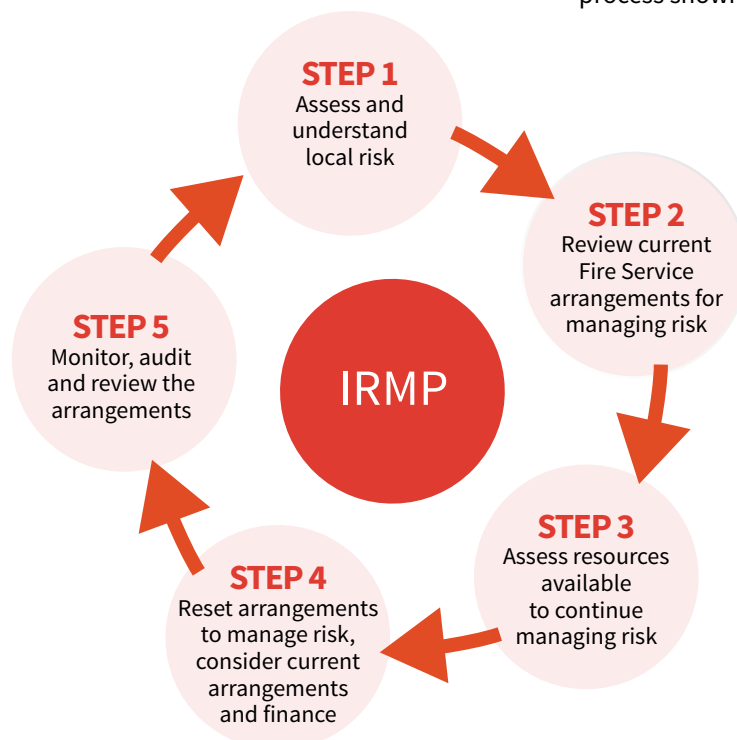 process shown
STEP 1
Assess and
understand
local risk
STEP 2
Review current
Fire Service
arrangements for
managing risk
STEP 3
Assess resources
available
to continue
managing risk
STEP 4
Reset arrangements
to manage risk,
consider current
arrangements
and finance
STEP 5
Monitor, audit
and review the
arrangements
IRMP